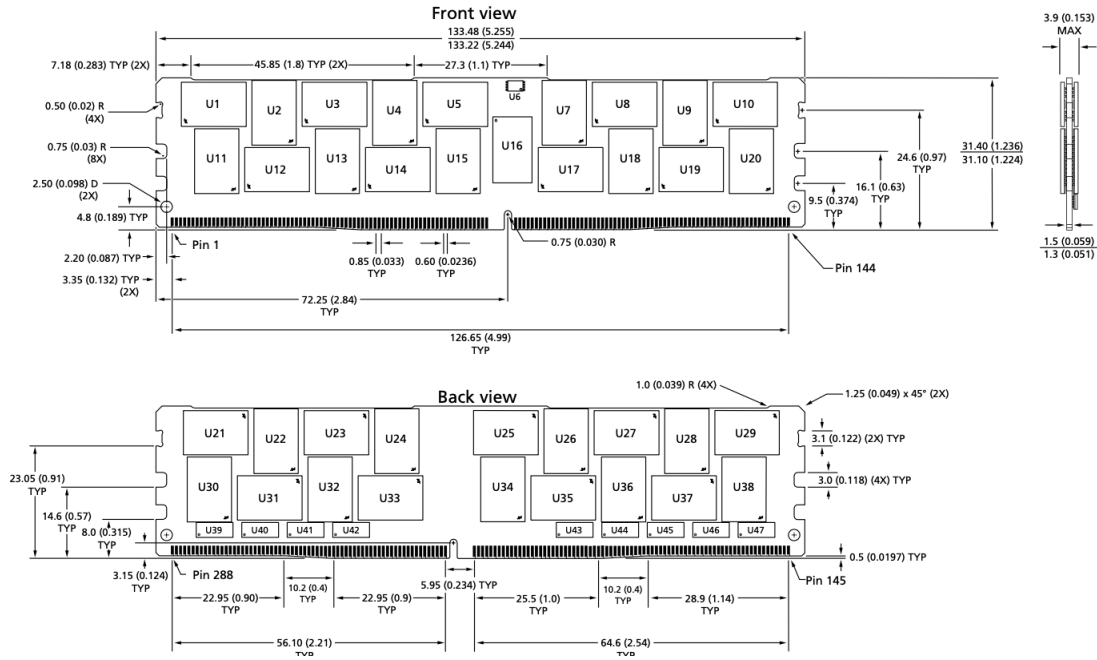 Front view
133.48 (5.255)
133.22 (5.244)
3.9 (0.153)
MAX
7.18 (0.283) TYP (2X)
45.85 (1.8) TYP (2X)
27.3 (1.1) TYP
0.50 (0.02) R
(4X)
0.75 (0.03) R
(8X)
2.50 (0.098) D
(2X)
4.8 (0.189) TYP
U1
U2
U3
U4
U5
U6
U7
U8
U9
U10
U11
U12
U13
U14
U15
U16
U17
U18
U19
U20
24.6 (0.97)
31.40 (1.236)
31.10 (1.224)
16.1 (0.63)
9.5 (0.374)
Pin 1
2.20 (0.087) TYP
3.35 (0.132) TYP
(2X)
0.85 (0.033)
TYP
0.60 (0.0236)
TYP
0.75 (0.030) R
Pin 144
1.5 (0.059)
1.3 (0.051)
72.25 (2.84)
TYP
126.65 (4.99)
TYP
Back view
1.0 (0.039) R (4X)
1.25 (0.049) x 45° (2X)
U21
U22
U23
U24
U25
U26
U27
U28
U29
U30
U31
U32
U33
U34
U35
U36
U37
U38
U39
U40
U41
U42
U43
U44
U45
U46
U47
3.1 (0.122) (2X) TYP
3.0 (0.118) (4X) TYP
23.05 (0.91)
TYP
14.6 (0.57)
TYP
8.0 (0.315)
TYP
3.15 (0.124)
TYP
Pin 288
5.95 (0.234) TYP
0.5 (0.0197) TYP
Pin 145
22.95 (0.90)
TYP
10.2 (0.4)
TYP
22.95 (0.9)
TYP
25.5 (1.0)
TYP
10.2 (0.4)
TYP
28.9 (1.14)
TYP
56.10 (2.21)
TYP
64.6 (2.54)
TYP